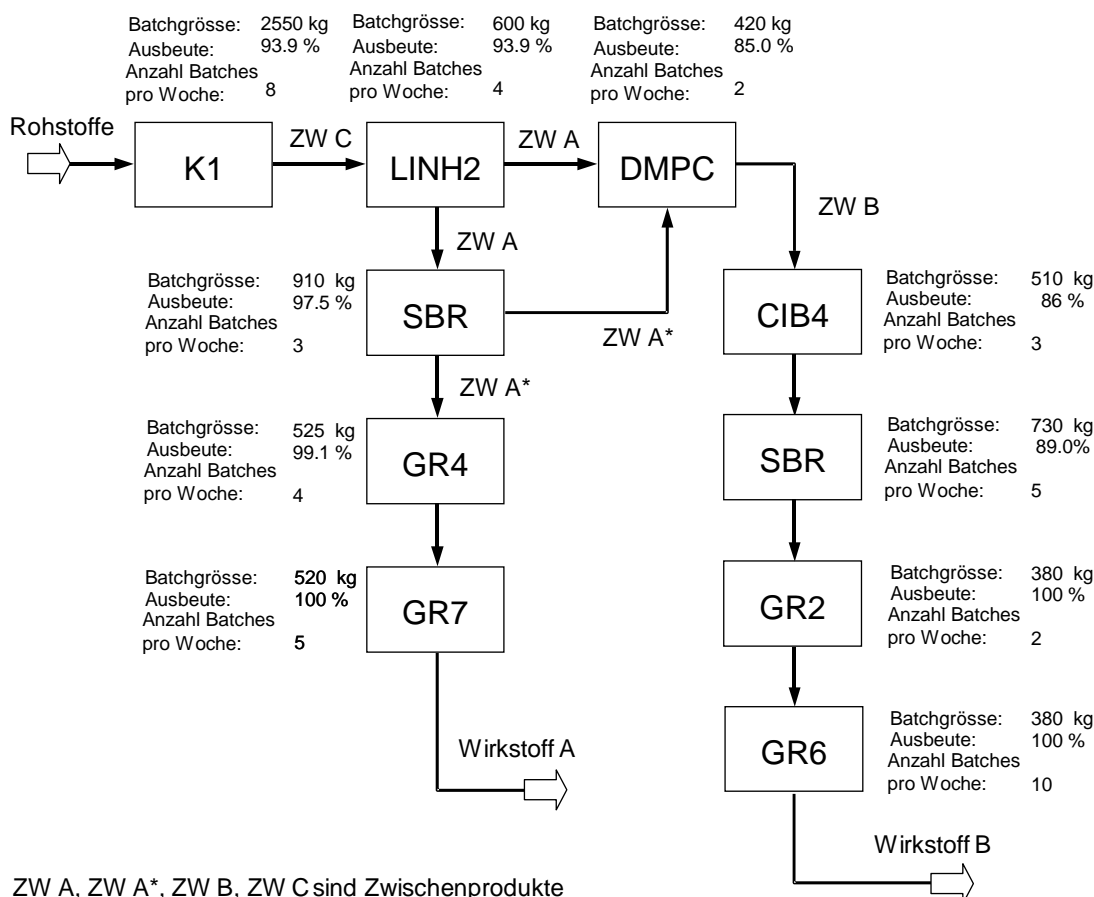 Batchgrösse: 2550 kg
Ausbeute: 93.9 %
Anzahl Batches
pro Woche: 8
600 kg
Batchgrösse:
Ausbeute: 93.9 %
Anzahl Batches
pro Woche: 4
Batchgrösse: 420 kg
Ausbeute: 85.0 %
Anzahl Batches
pro Woche: 2
Rohstoffe
K1
ZW C
LINH2
ZW A
DMPC
ZW B
ZW A
Batchgrösse: 910 kg
Ausbeute: 97.5 %
Anzahl Batches
pro Woche: 3
SBR
ZW A*
CIB4
Batchgrösse: 510 kg
Ausbeute: 86 %
Anzahl Batches
pro Woche: 3
ZW A*
Batchgrösse: 525 kg
Ausbeute: 99.1 %
Anzahl Batches
pro Woche: 4
GR4
SBR
Batchgrösse: 730 kg
Ausbeute: 89.0%
Anzahl Batches
pro Woche: 5
Batchgrösse: 520 kg
Ausbeute: 100 %
Anzahl Batches
pro Woche: 5
GR7
GR2
Batchgrösse: 380 kg
Ausbeute: 100 %
Anzahl Batches
pro Woche: 2
Wirkstoff A
GR6
Batchgrösse: 380 kg
Ausbeute: 100 %
Anzahl Batches
pro Woche: 10
Wirkstoff B
ZW A, ZW A*, ZW B, ZW C sind Zwischenprodukte